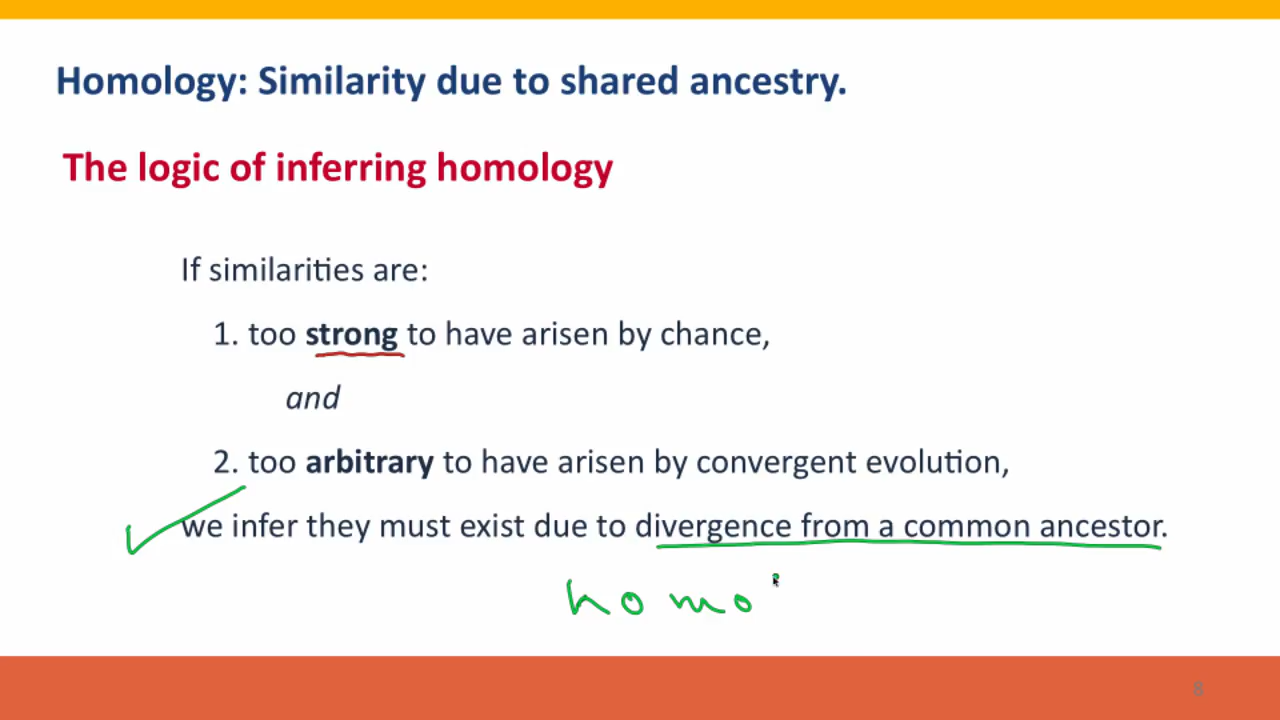 Homology: Similarity due to shared ancestry.
The logic of inferring homology
If similarities are:
1. too strong to have arisen by chance,
and
2. too arbitrary to have arisen by convergent evolution,
we infer they must exist due to divergence from a common ancestor.
homo
8